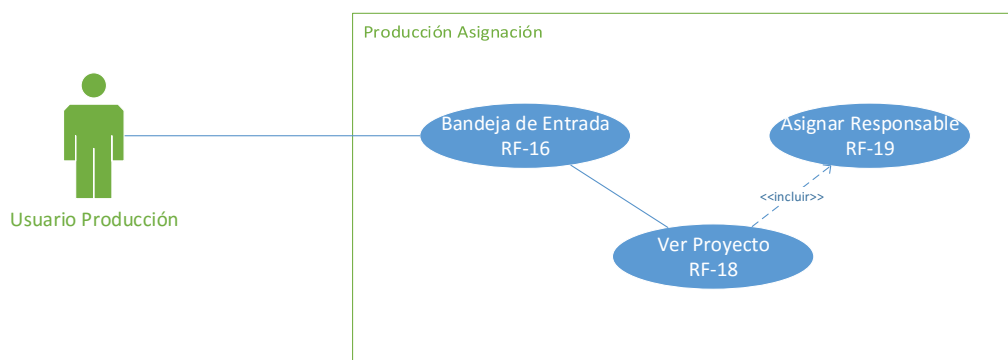 Producción Asignación
Bandeja de Entrada
RF-16
Asignar Responsable
RF-19
<<incluir>>
Usuario Producción
Ver Proyecto
RF-18